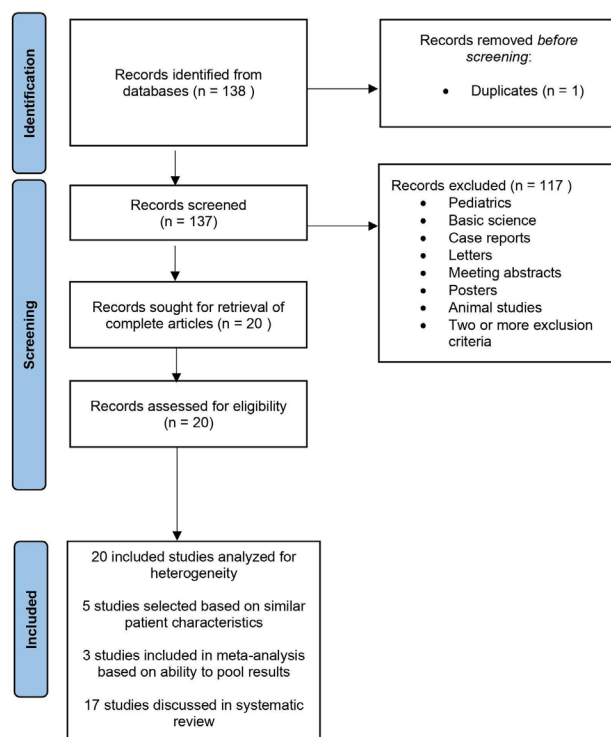 Identification
Records identified from
databases (n = 138 )
Records removed before
screening:
• Duplicates (n = 1)
Screening
Records screened
(n = 137)
Records excluded (n = 117 )
• Pediatrics
• Basic science
• Case reports
• Letters
• Meeting abstracts
• Posters
• Animal studies
• Two or more exclusion
criteria
Records sought for retrieval of
complete articles (n = 20 )
Records assessed for eligibility
(n = 20)
Included
20 included studies analyzed for
heterogeneity
5 studies selected based on similar
patient characteristics
3 studies included in meta-analysis
based on ability to pool results
17 studies discussed in systematic
review